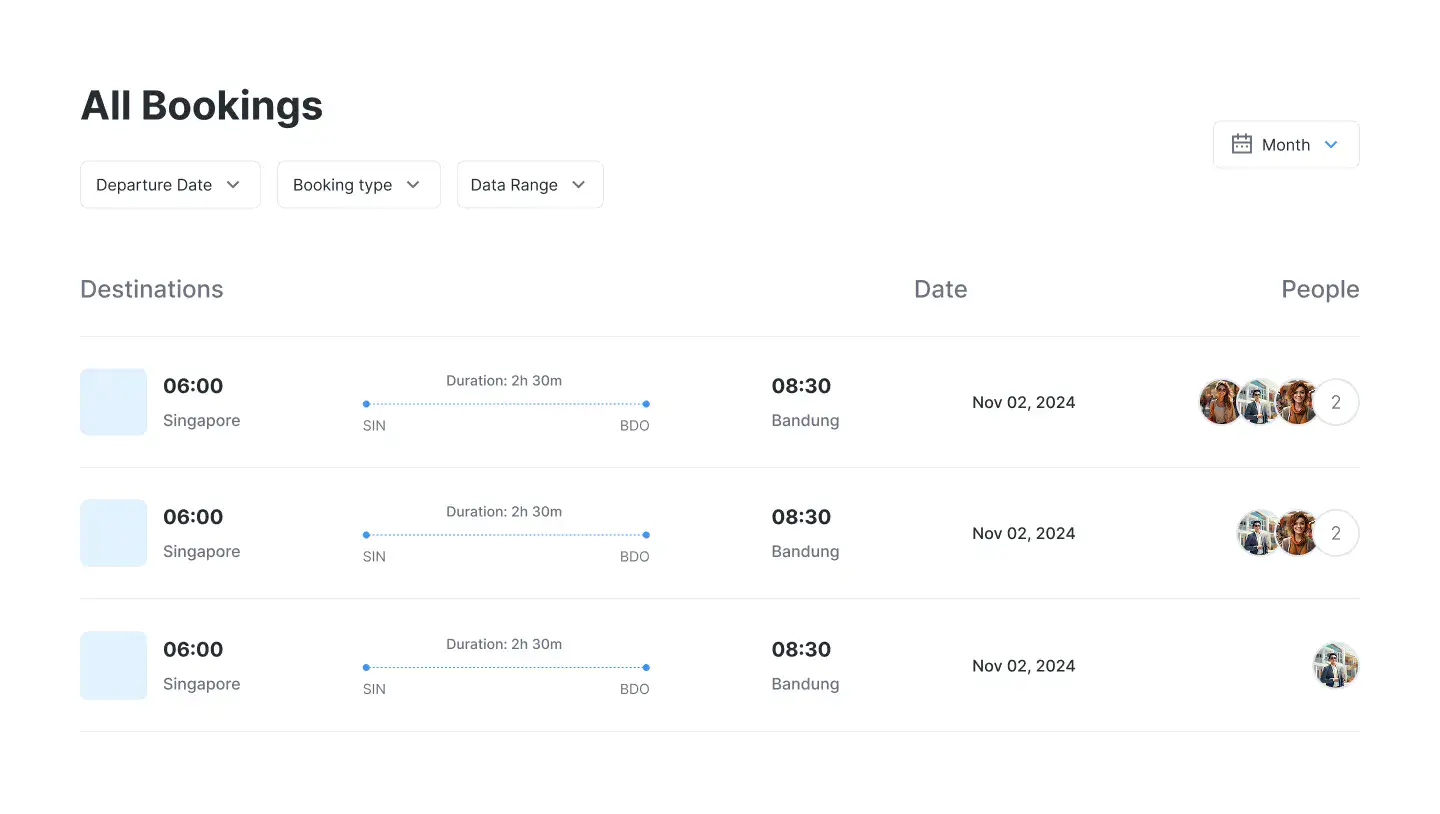 All Bookings
Month
Departure Date
Booking type
Data Range
Destinations
Date
People
06:00
Singapore
Duration: 2h 30m
SIN
BDO
08:30
Bandung
Nov 02, 2024
2
06:00
Singapore
Duration: 2h 30m
SIN
BDO
08:30
Bandung
Nov 02, 2024
2
06:00
Singapore
Duration: 2h 30m
SIN
BDO
08:30
Bandung
Nov 02, 2024